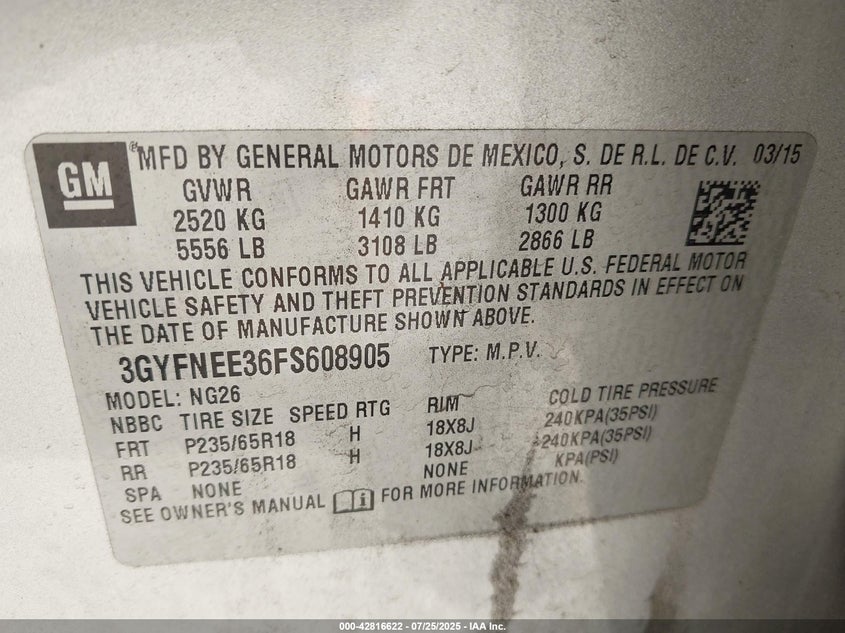 GM
® MFD BY GENERAL MOTORS DE MEXICO, S. DE R.L. DE C.V. 03/15
GVWR GAWR FRT GAWR RR
2520 KG 1410 KG 1300 KG
5556 LB 3108 LB 2866 LB
THIS VEHICLE CONFORMS TO ALL APPLICABLE U.S. FEDERAL MOTOR
VEHICLE SAFETY AND THEFT PREVENTION STANDARDS IN EFFECT ON
THE DATE OF MANUFACTURE SHOWN ABOVE.
3GYFNEE36FS608905 TYPE: M.P.V.
MODEL: NG26
NBBC TIRE SIZE SPEED RTG RIM COLD TIRE PRESSURE
FRT P235/65R18 H 18X8J 240KPA(35PSI)
RR P235/65R18 H 18X8J 240KPA(35PSI)
SPA NONE NONE KPA(PSI)
SEE OWNER'S MANUAL FOR MORE INFORMATION.
000-42816622 - 07/25/2025 - IAA Inc.